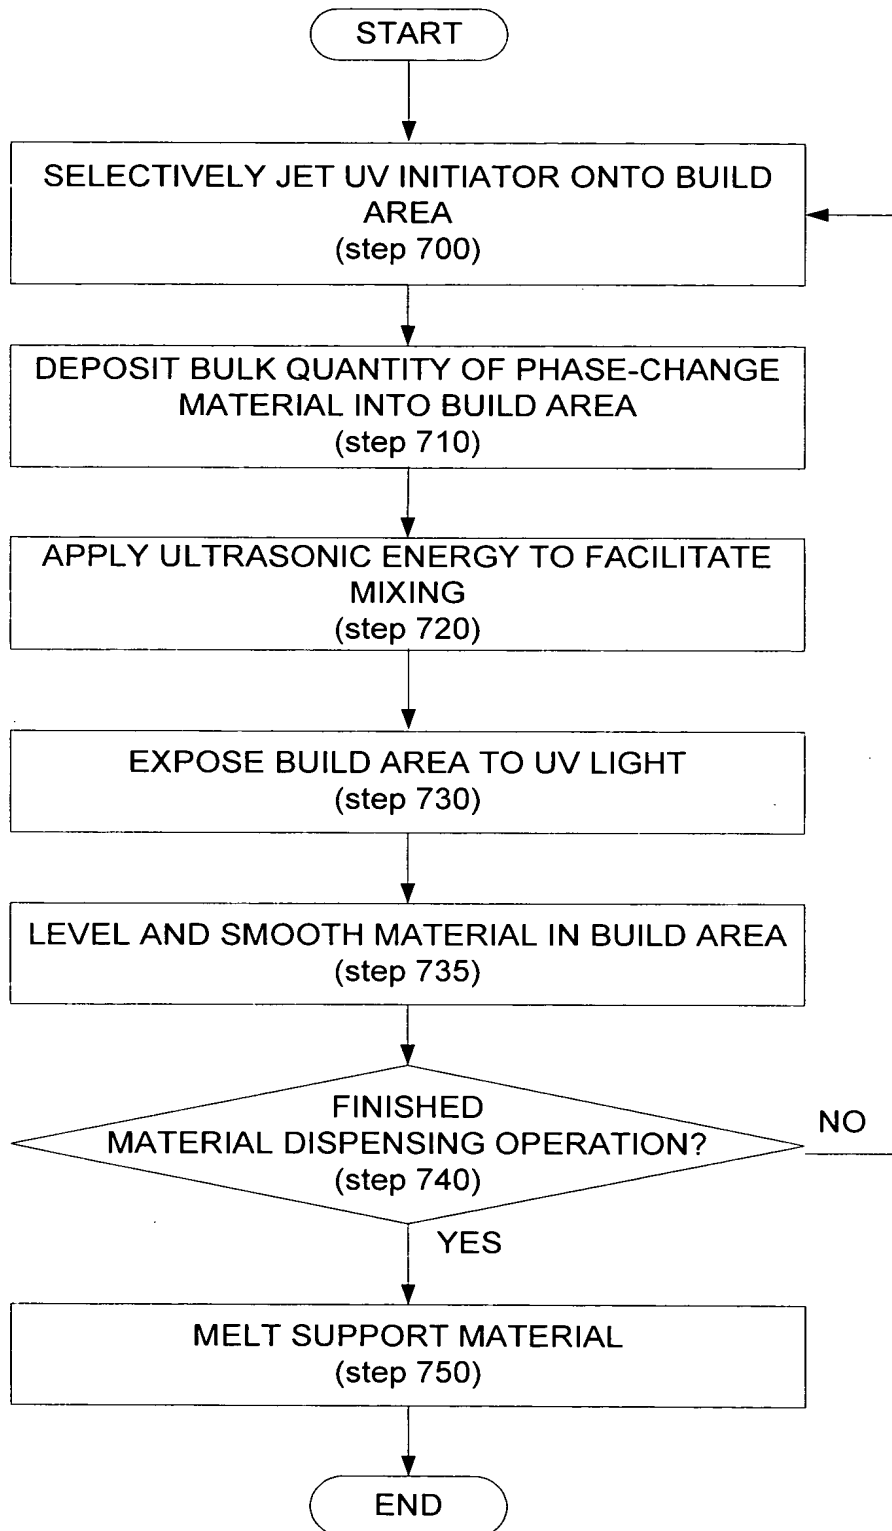 START
SELECTIVELY JET UV INITIATOR ONTO BUILD
AREA
(step 700)
DEPOSIT BULK QUANTITY OF PHASE-CHANGE
MATERIAL INTO BUILD AREA
(step 710)
APPLY ULTRASONIC ENERGY TO FACILITATE
MIXING
(step 720)
EXPOSE BUILD AREA TO UV LIGHT
(step 730)
LEVEL AND SMOOTH MATERIAL IN BUILD AREA
(step 735)
FINISHED
MATERIAL DISPENSING OPERATION?
(step 740)
NO
YES
MELT SUPPORT MATERIAL
(step 750)
END